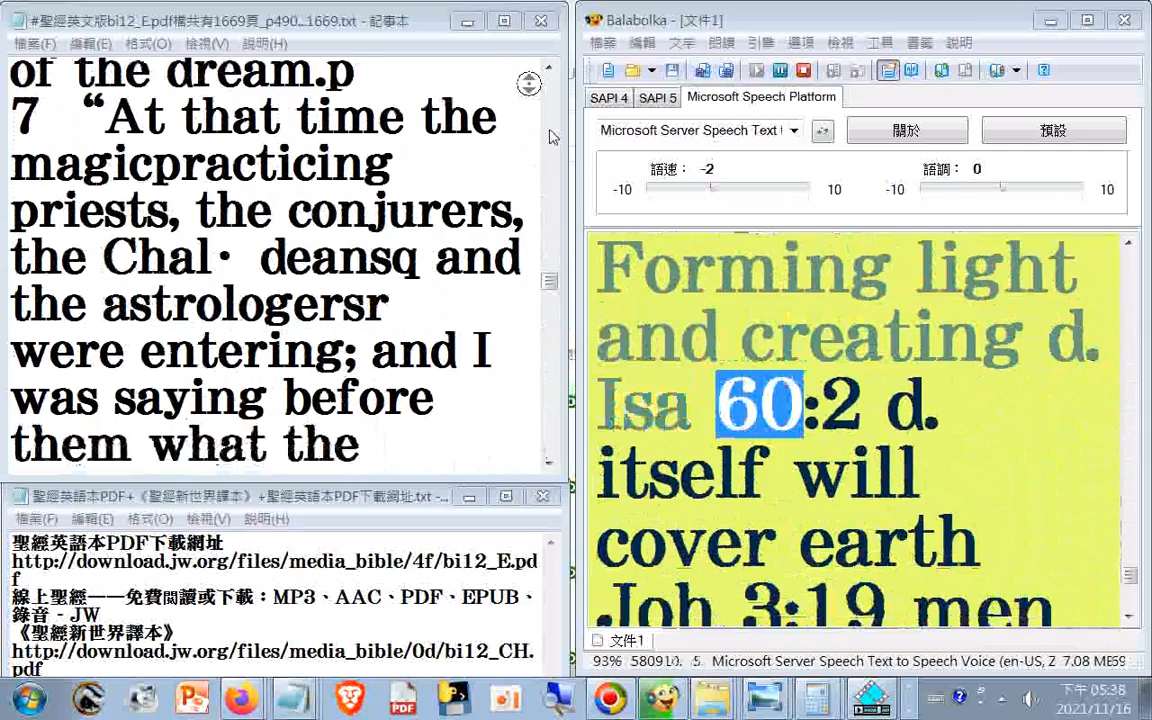 #聖經英文版bi12_E.pdf檔共有1669頁_p490...1669.txt - 記事本
檔案(F) 編輯(E) 格式(O) 檢視(V) 說明(H)
of the dream.p
7 “At that time the
magicpracticing
priests, the conjurers,
the Chal· deansq and
the astrologersr
were entering; and I
was saying before
them what the
聖經英語本PDF+《聖經新世界譯本》+聖經英語本PDF下載網址.txt -...
檔案(F) 編輯(E) 格式(O) 檢視(V) 說明(H)
聖經英語本PDF下載網址
http://download.jw.org/files/media_bible/4f/bi12_E.pd
f
線上聖經——免費閱讀或下載：MP3、AAC、PDF、EPUB、
錄音 - JW
《聖經新世界譯本》
http://download.jw.org/files/media_bible/0d/bi12_CH.
pdf
Balabolka - [文件1]
檔案 編輯 文字 朗讀 引擎 選項 檢視 工具 書籤 說明
SAPI 4 SAPI 5 Microsoft Speech Platform
Microsoft Server Speech Text 關於 預設
語速： -2 語調： 0
-10 10 -10 10
Forming light
and creating d.
Isa 60:2 d.
itself will
cover earth
Joh 3:19 men
文件1
93% 580910. 5. Microsoft Server Speech Text to Speech Voice (en-US, Z 7.08 ME59
PDF
下午 05:38
2021/11/16